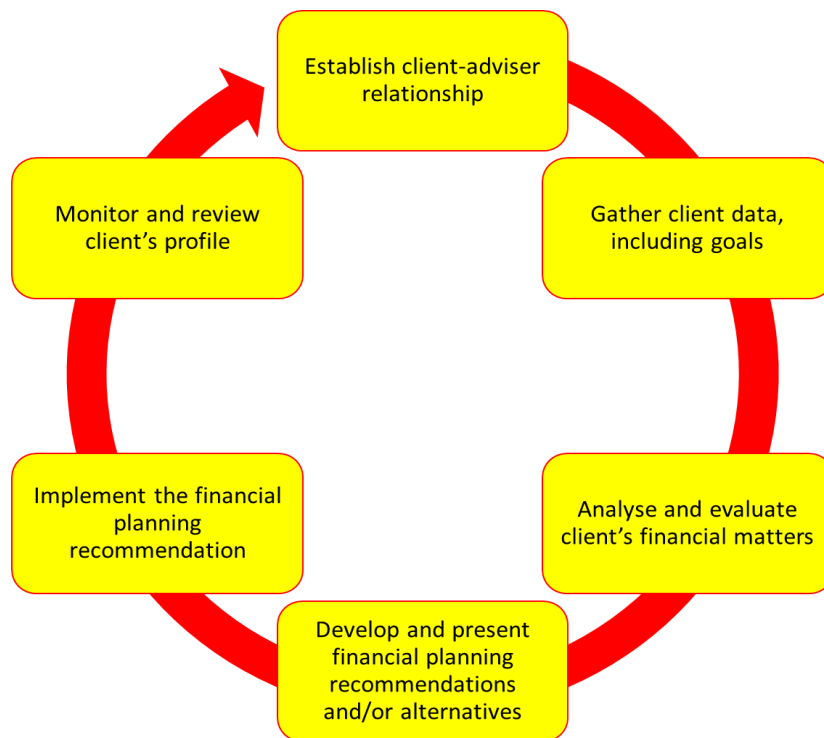 Establish client-adviser
relationship
Gather client data,
including goals
Analyse and evaluate
client's financial matters
Develop and present
financial planning
recommendations
and/or alternatives
Implement the financial
planning
recommendation
Monitor and review
client's profile